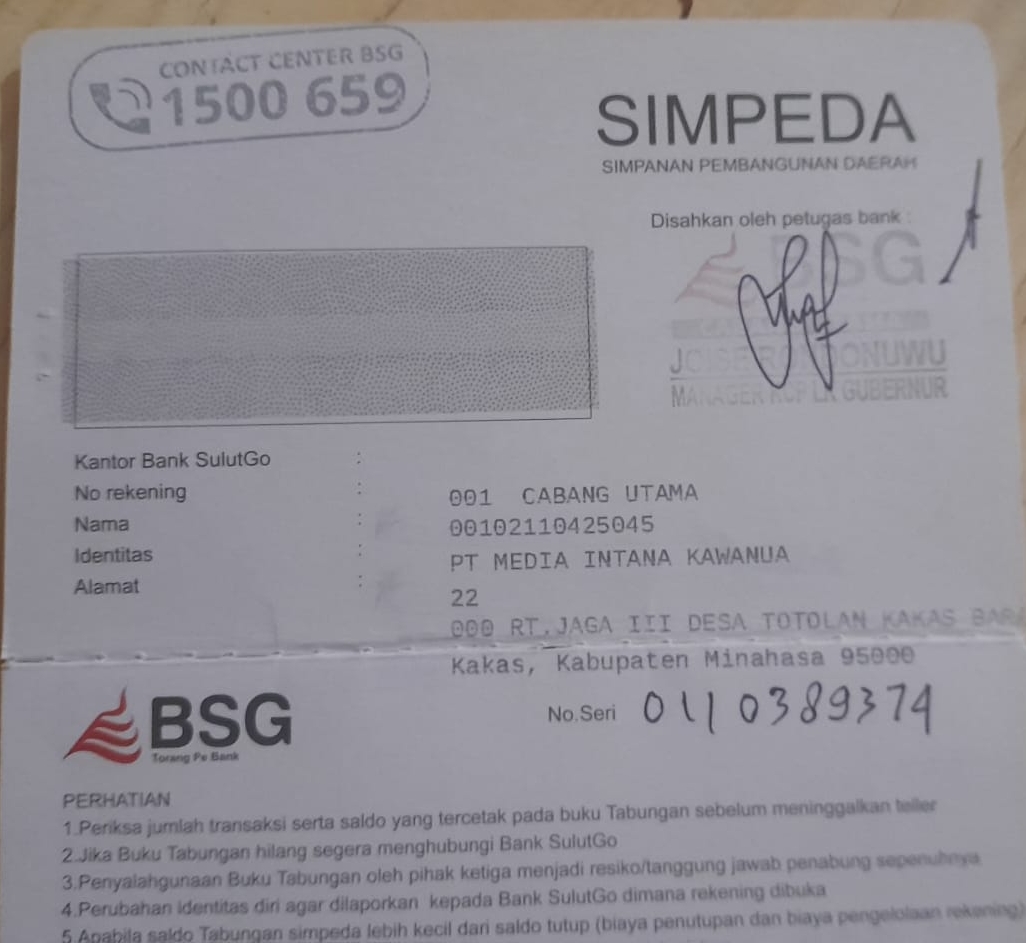 CONTACT CENTER BSG
1500 659
SIMPEDA
SIMPANAN PEMBANGUNAN DAERAH
Disahkan oleh petugas bank :
BSG
MANAGER KCP LK GUBERNUR
Kantor Bank SulutGo :
No rekening : 001 CABANG UTAMA
Nama : 00102110425045
Identitas : PT MEDIA INTANA KAWANUA
Alamat : 22
000 RT.JAGA III DESA TOTOLAN KAKAS BAR
Kakas, Kabupaten Minahasa 95000
BSG
Torang Pe Bank
No.Seri 0110389374
PERHATIAN
1.Periksa jumlah transaksi serta saldo yang tercetak pada buku Tabungan sebelum meninggalkan teller
2.Jika Buku Tabungan hilang segera menghubungi Bank SulutGo
3.Penyalahgunaan Buku Tabungan oleh pihak ketiga menjadi resiko/tanggung jawab penabung sepenuhnya
4.Perubahan identitas diri agar dilaporkan kepada Bank SulutGo dimana rekening dibuka
5.Apabila saldo Tabungan simpeda lebih kecil dari saldo tutup (biaya penutupan dan biaya pengelolaan rekening)